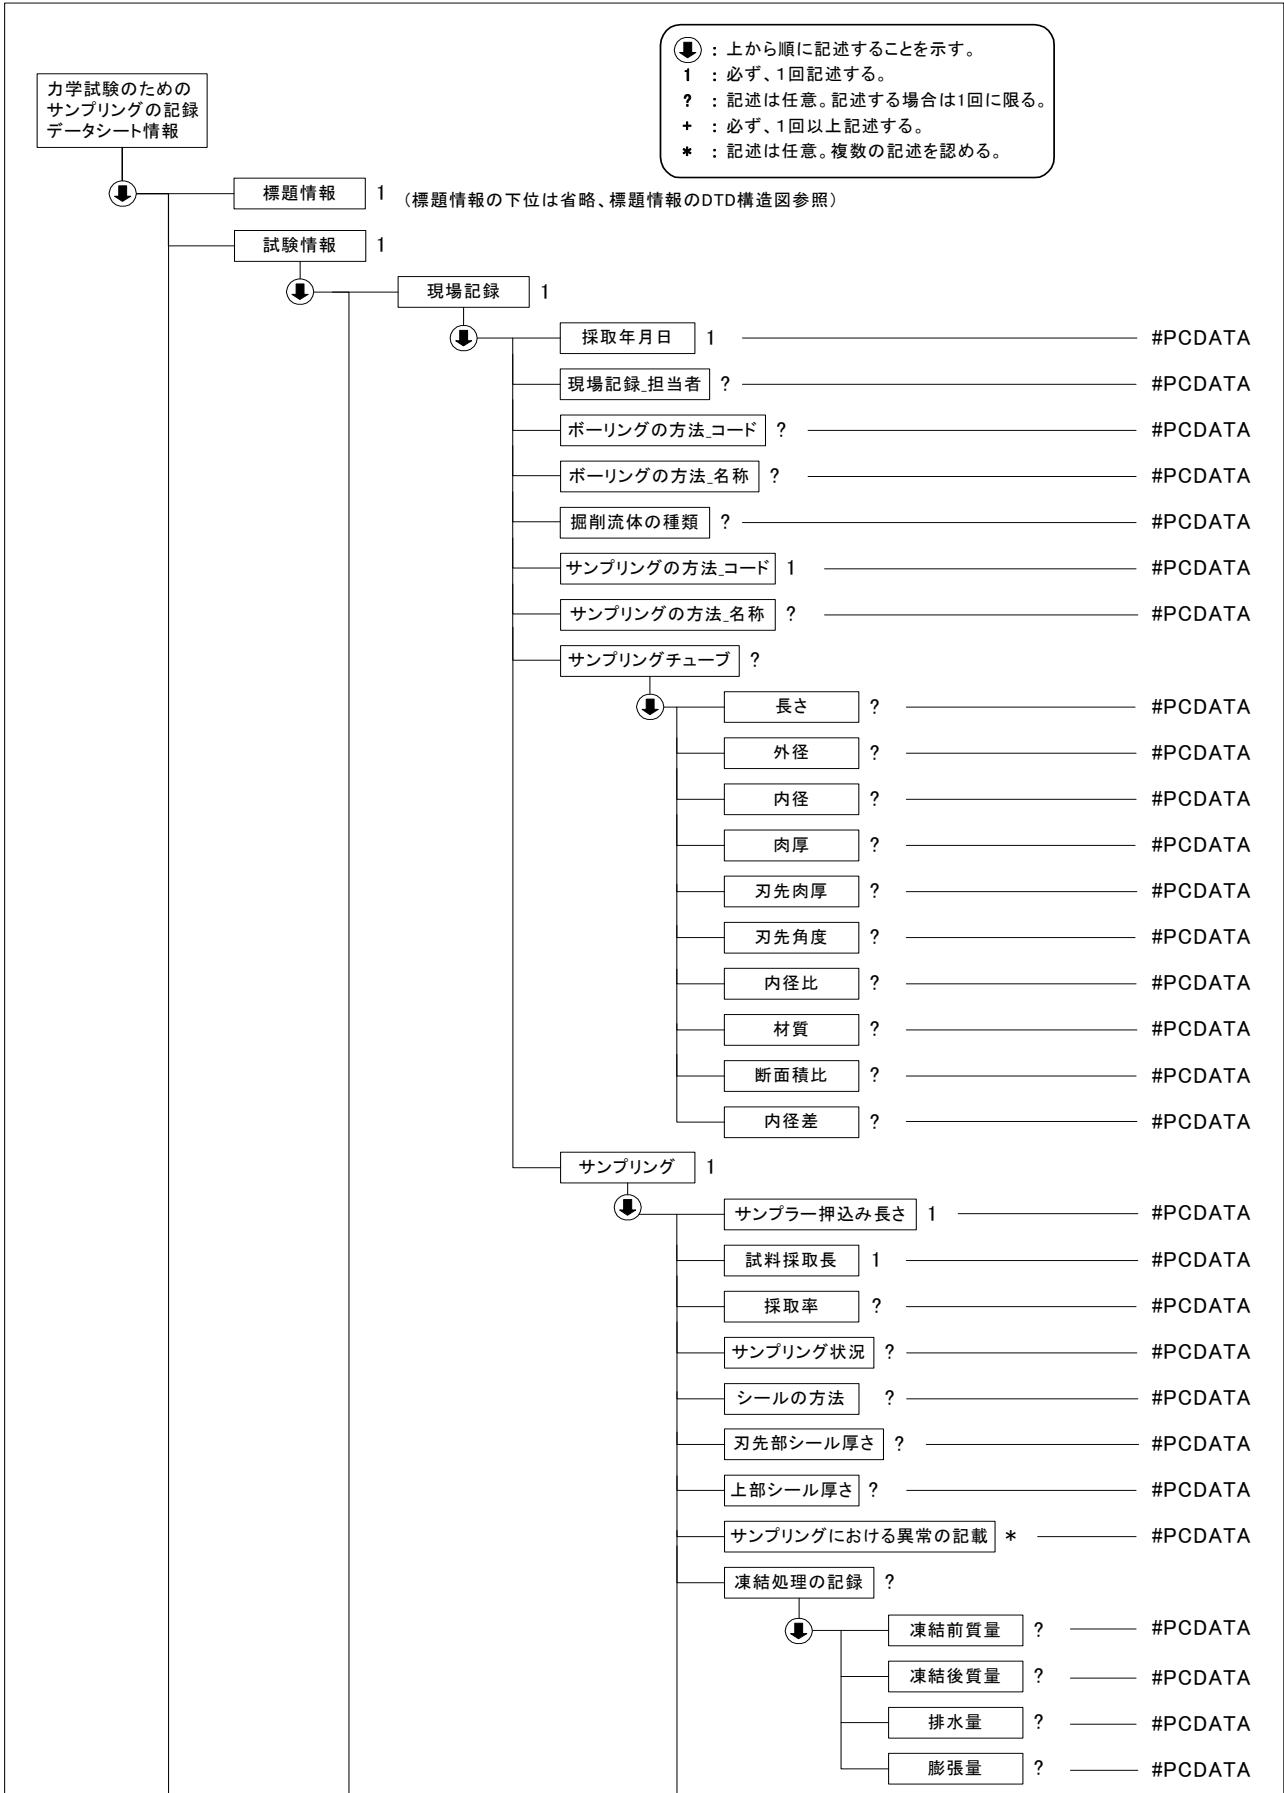 ⬇ : 上から順に記述することを示す。
1 : 必ず、1回記述する。
? : 記述は任意。記述する場合は1回に限る。
+ : 必ず、1回以上記述する。
* : 記述は任意。複数の記述を認める。
力学試験のための
サンプリングの記録
データシート情報
標題情報 1 (標題情報の下位は省略、標題情報のDTD構造図参照)
試験情報 1
現場記録 1
採取年月日 1 #PCDATA
現場記録_担当者 ? #PCDATA
ボーリングの方法_コード ? #PCDATA
ボーリングの方法_名称 ? #PCDATA
掘削流体の種類 ? #PCDATA
サンプリングの方法_コード 1 #PCDATA
サンプリングの方法_名称 ? #PCDATA
サンプリングチューブ ?
長さ ? #PCDATA
外径 ? #PCDATA
内径 ? #PCDATA
肉厚 ? #PCDATA
刃先肉厚 ? #PCDATA
刃先角度 ? #PCDATA
内径比 ? #PCDATA
材質 ? #PCDATA
断面積比 ? #PCDATA
内径差 ? #PCDATA
サンプリング 1
サンプラー押込み長さ 1 #PCDATA
試料採取長 1 #PCDATA
採取率 ? #PCDATA
サンプリング状況 ? #PCDATA
シールの方法 ? #PCDATA
刃先部シール厚さ ? #PCDATA
上部シール厚さ ? #PCDATA
サンプリングにおける異常の記載 * #PCDATA
凍結処理の記録 ?
凍結前質量 ? #PCDATA
凍結後質量 ? #PCDATA
排水量 ? #PCDATA
膨張量 ? #PCDATA